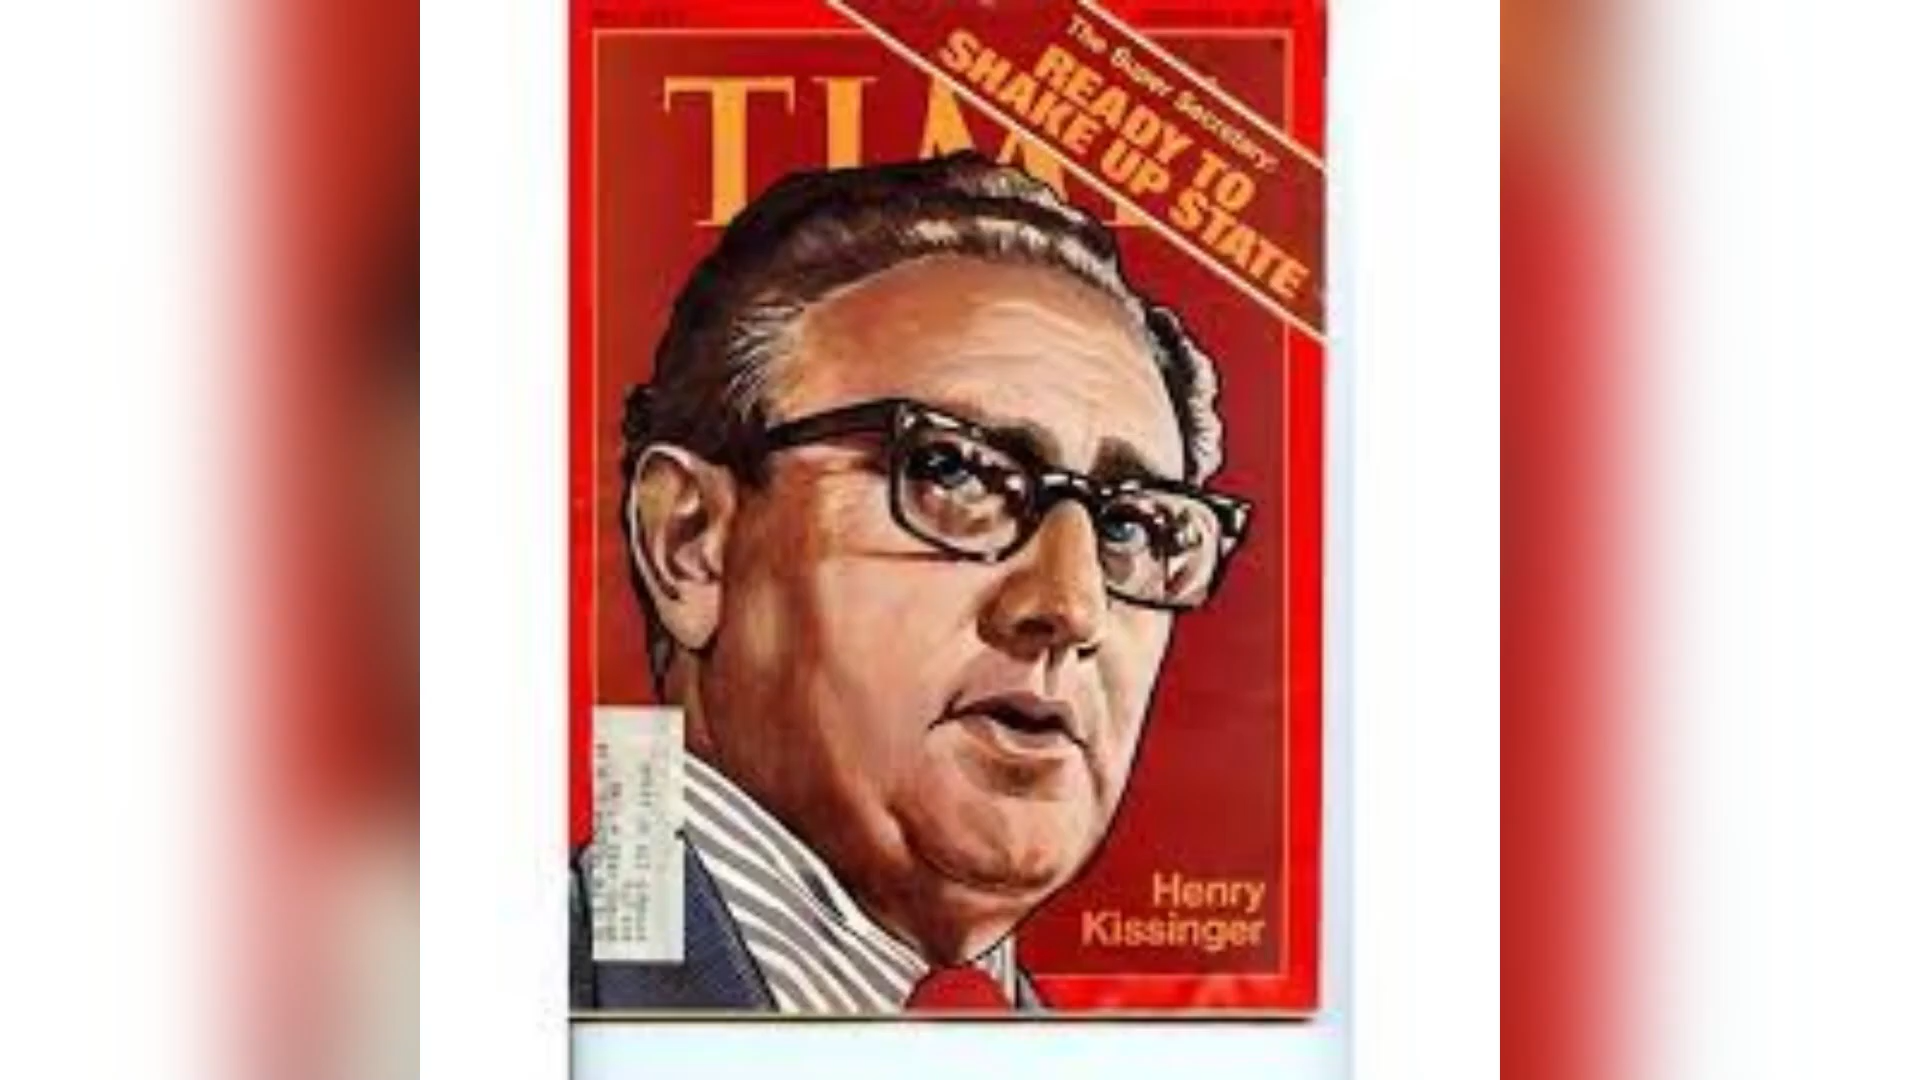 The Super Secretary:
READY TO
SHAKE UP STATE
TIME
Henry
Kissinger